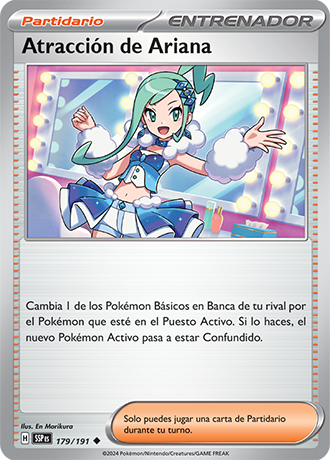 Partidario
ENTRENADOR
Atracción de Ariana
Cambia 1 de los Pokémon Básicos en Banca de tu rival por
el Pokémon que esté en el Puesto Activo. Si lo haces, el
nuevo Pokémon Activo pasa a estar Confundido.
Ilus. En Morikura
H SSP ES 179/191
Solo puedes jugar una carta de Partidario
durante tu turno.
©2024 Pokémon/Nintendo/Creatures/GAME FREAK